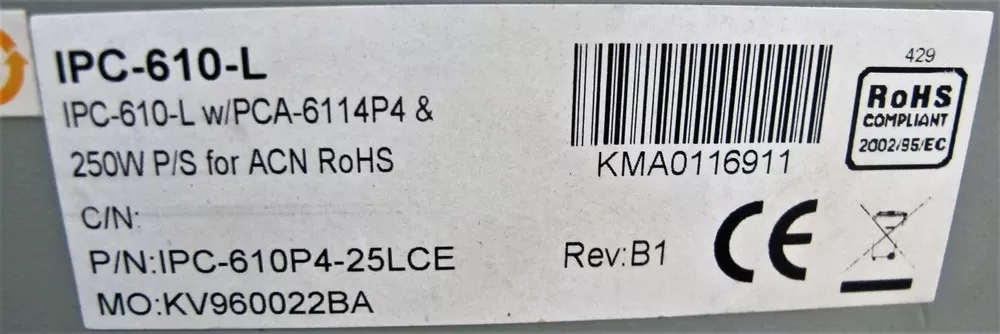 IPC-610-L
IPC-610-L w/PCA-6114P4 &
250W P/S for ACN RoHS
C/N:
P/N:IPC-610P4-25LCE
MO:KV960022BA
KMA0116911
Rev:B1
429
RoHS
COMPLIANT
2002/95/EC
CE